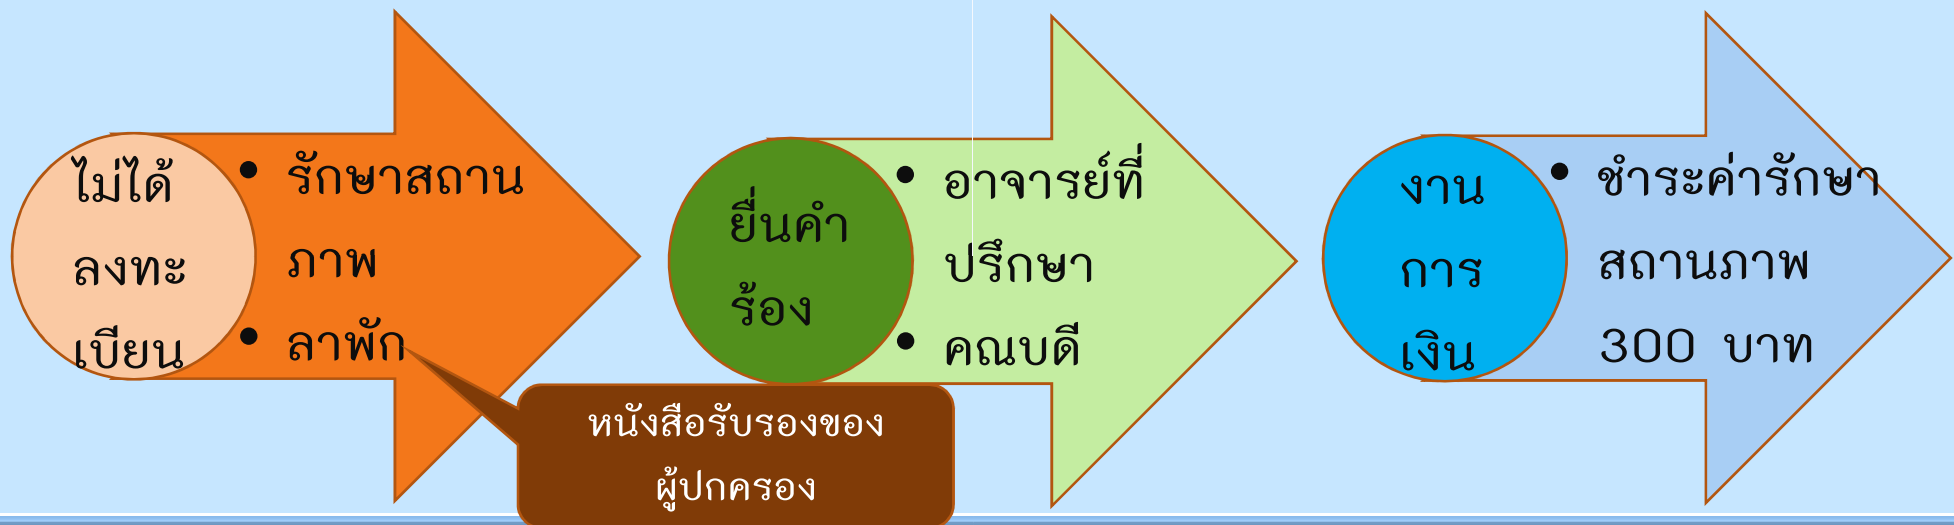 ไม่ได้
ลงทะ
เบียน
• รักษาสถาน
ภาพ
• ลาพัก
หนังสือรับรองของ
ผู้ปกครอง
ยื่นคำ
ร้อง
• อาจารย์ที่
ปรึกษา
• คณบดี
งาน
การ
เงิน
• ชำระค่ารักษา
สถานภาพ
300 บาท